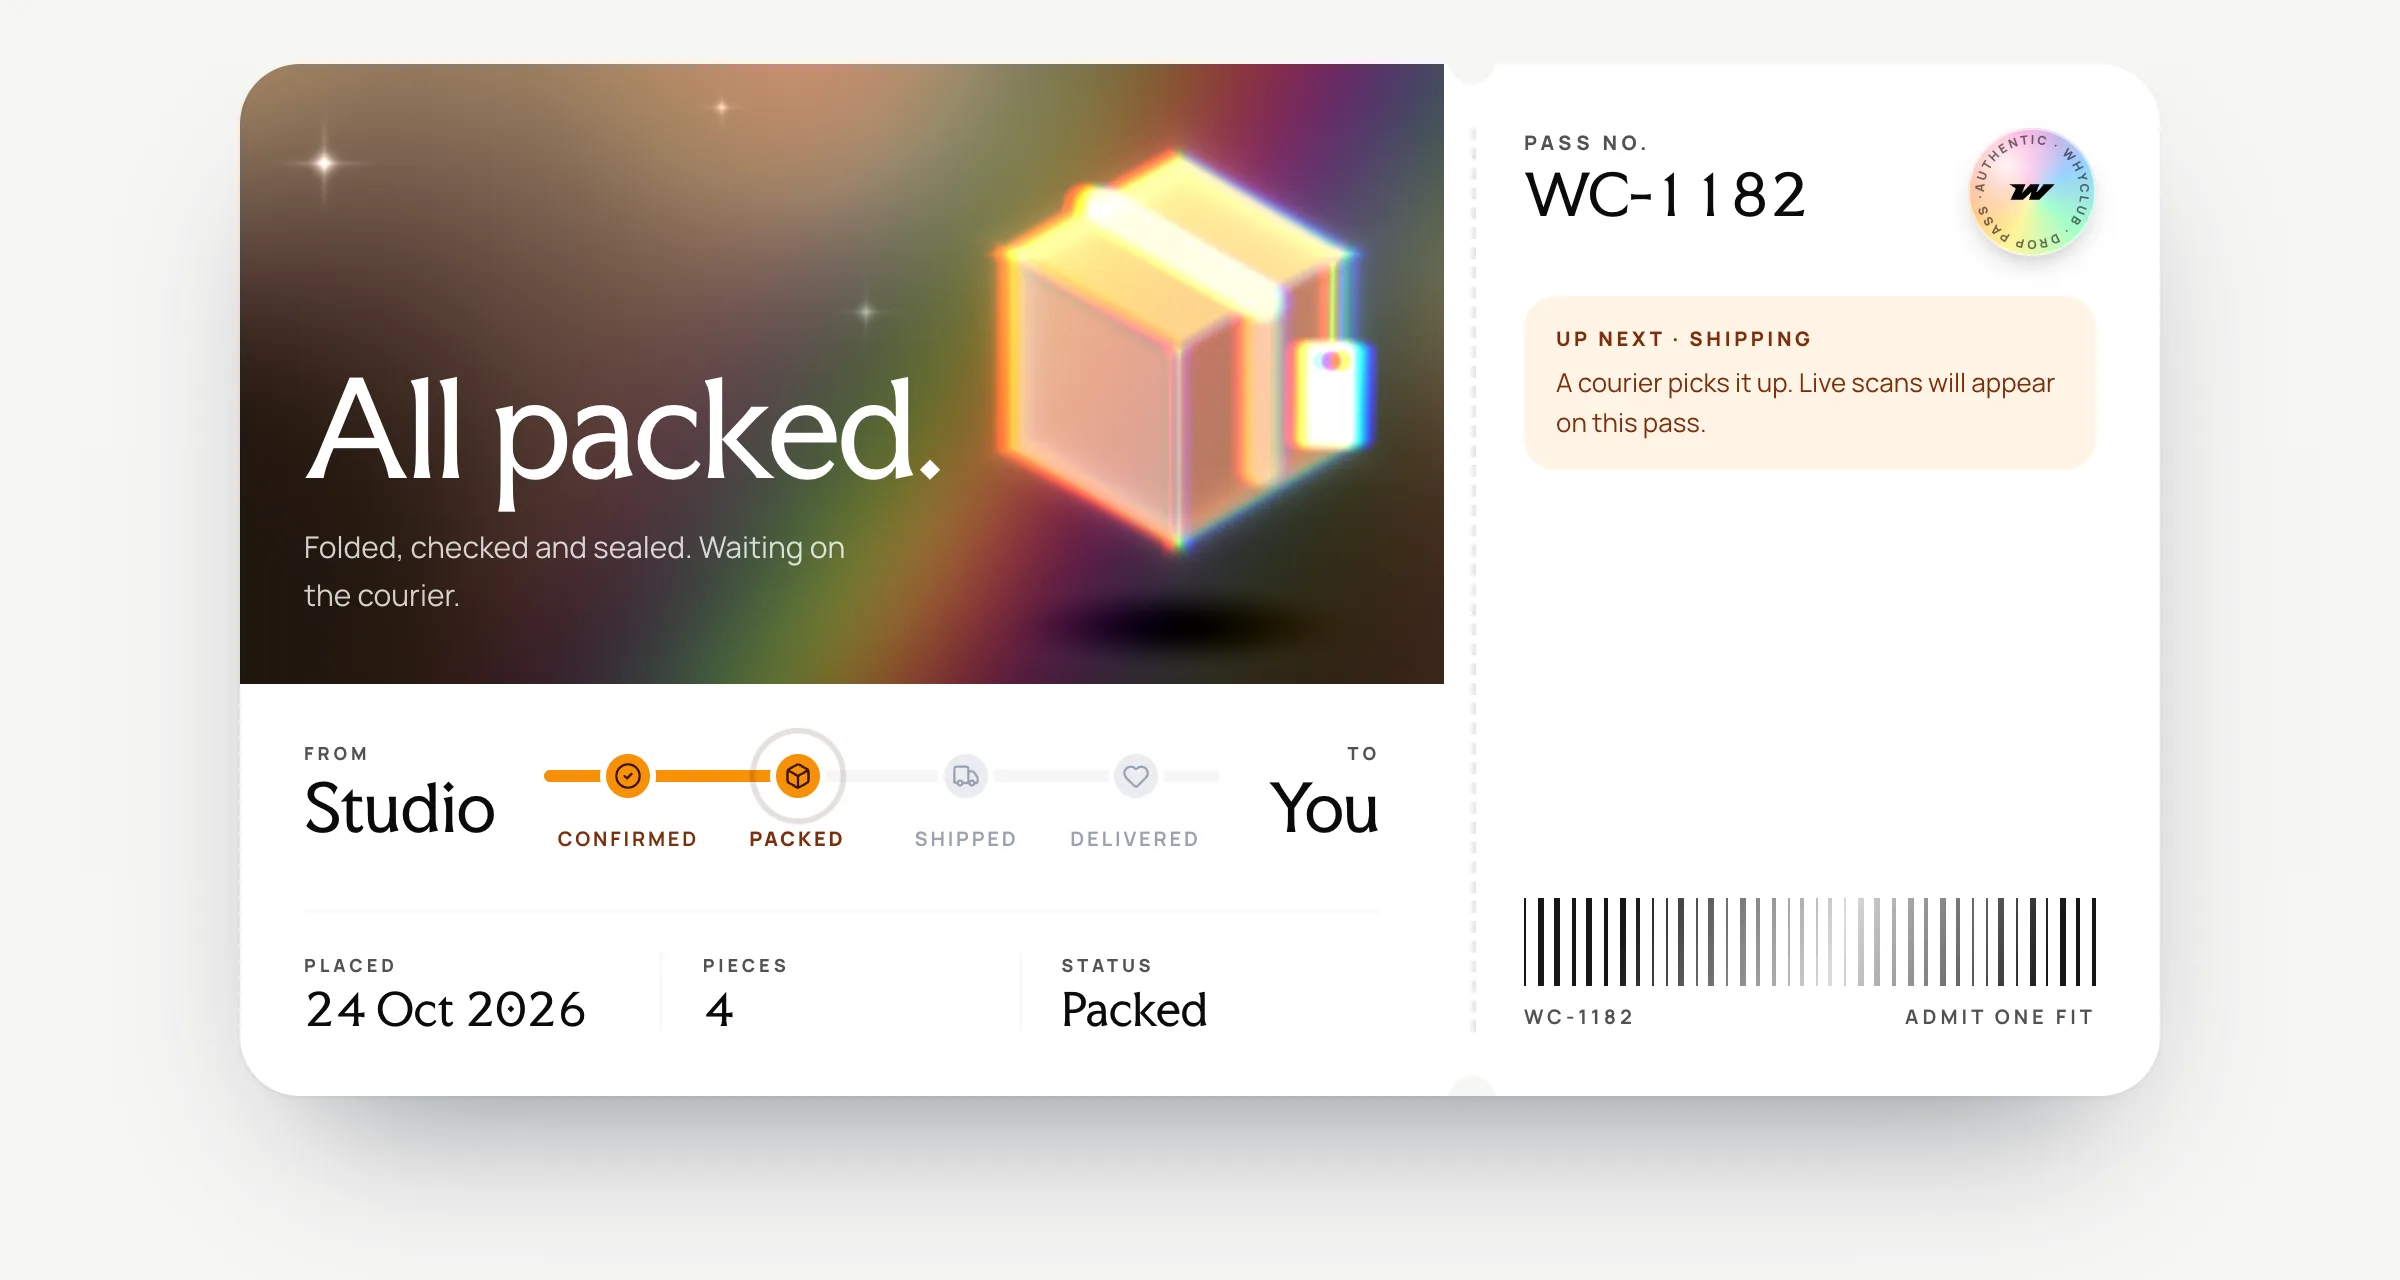 All packed.
Folded, checked and sealed. Waiting on
the courier.
FROM
Studio
CONFIRMED
PACKED
SHIPPED
DELIVERED
TO
You
PLACED
24 Oct 2026
PIECES
4
STATUS
Packed
PASS NO.
WC-1182
AUTHENTIC · WHYCLUB · DROP PASS ·
W
UP NEXT · SHIPPING
A courier picks it up. Live scans will appear
on this pass.
WC-1182
ADMIT ONE FIT